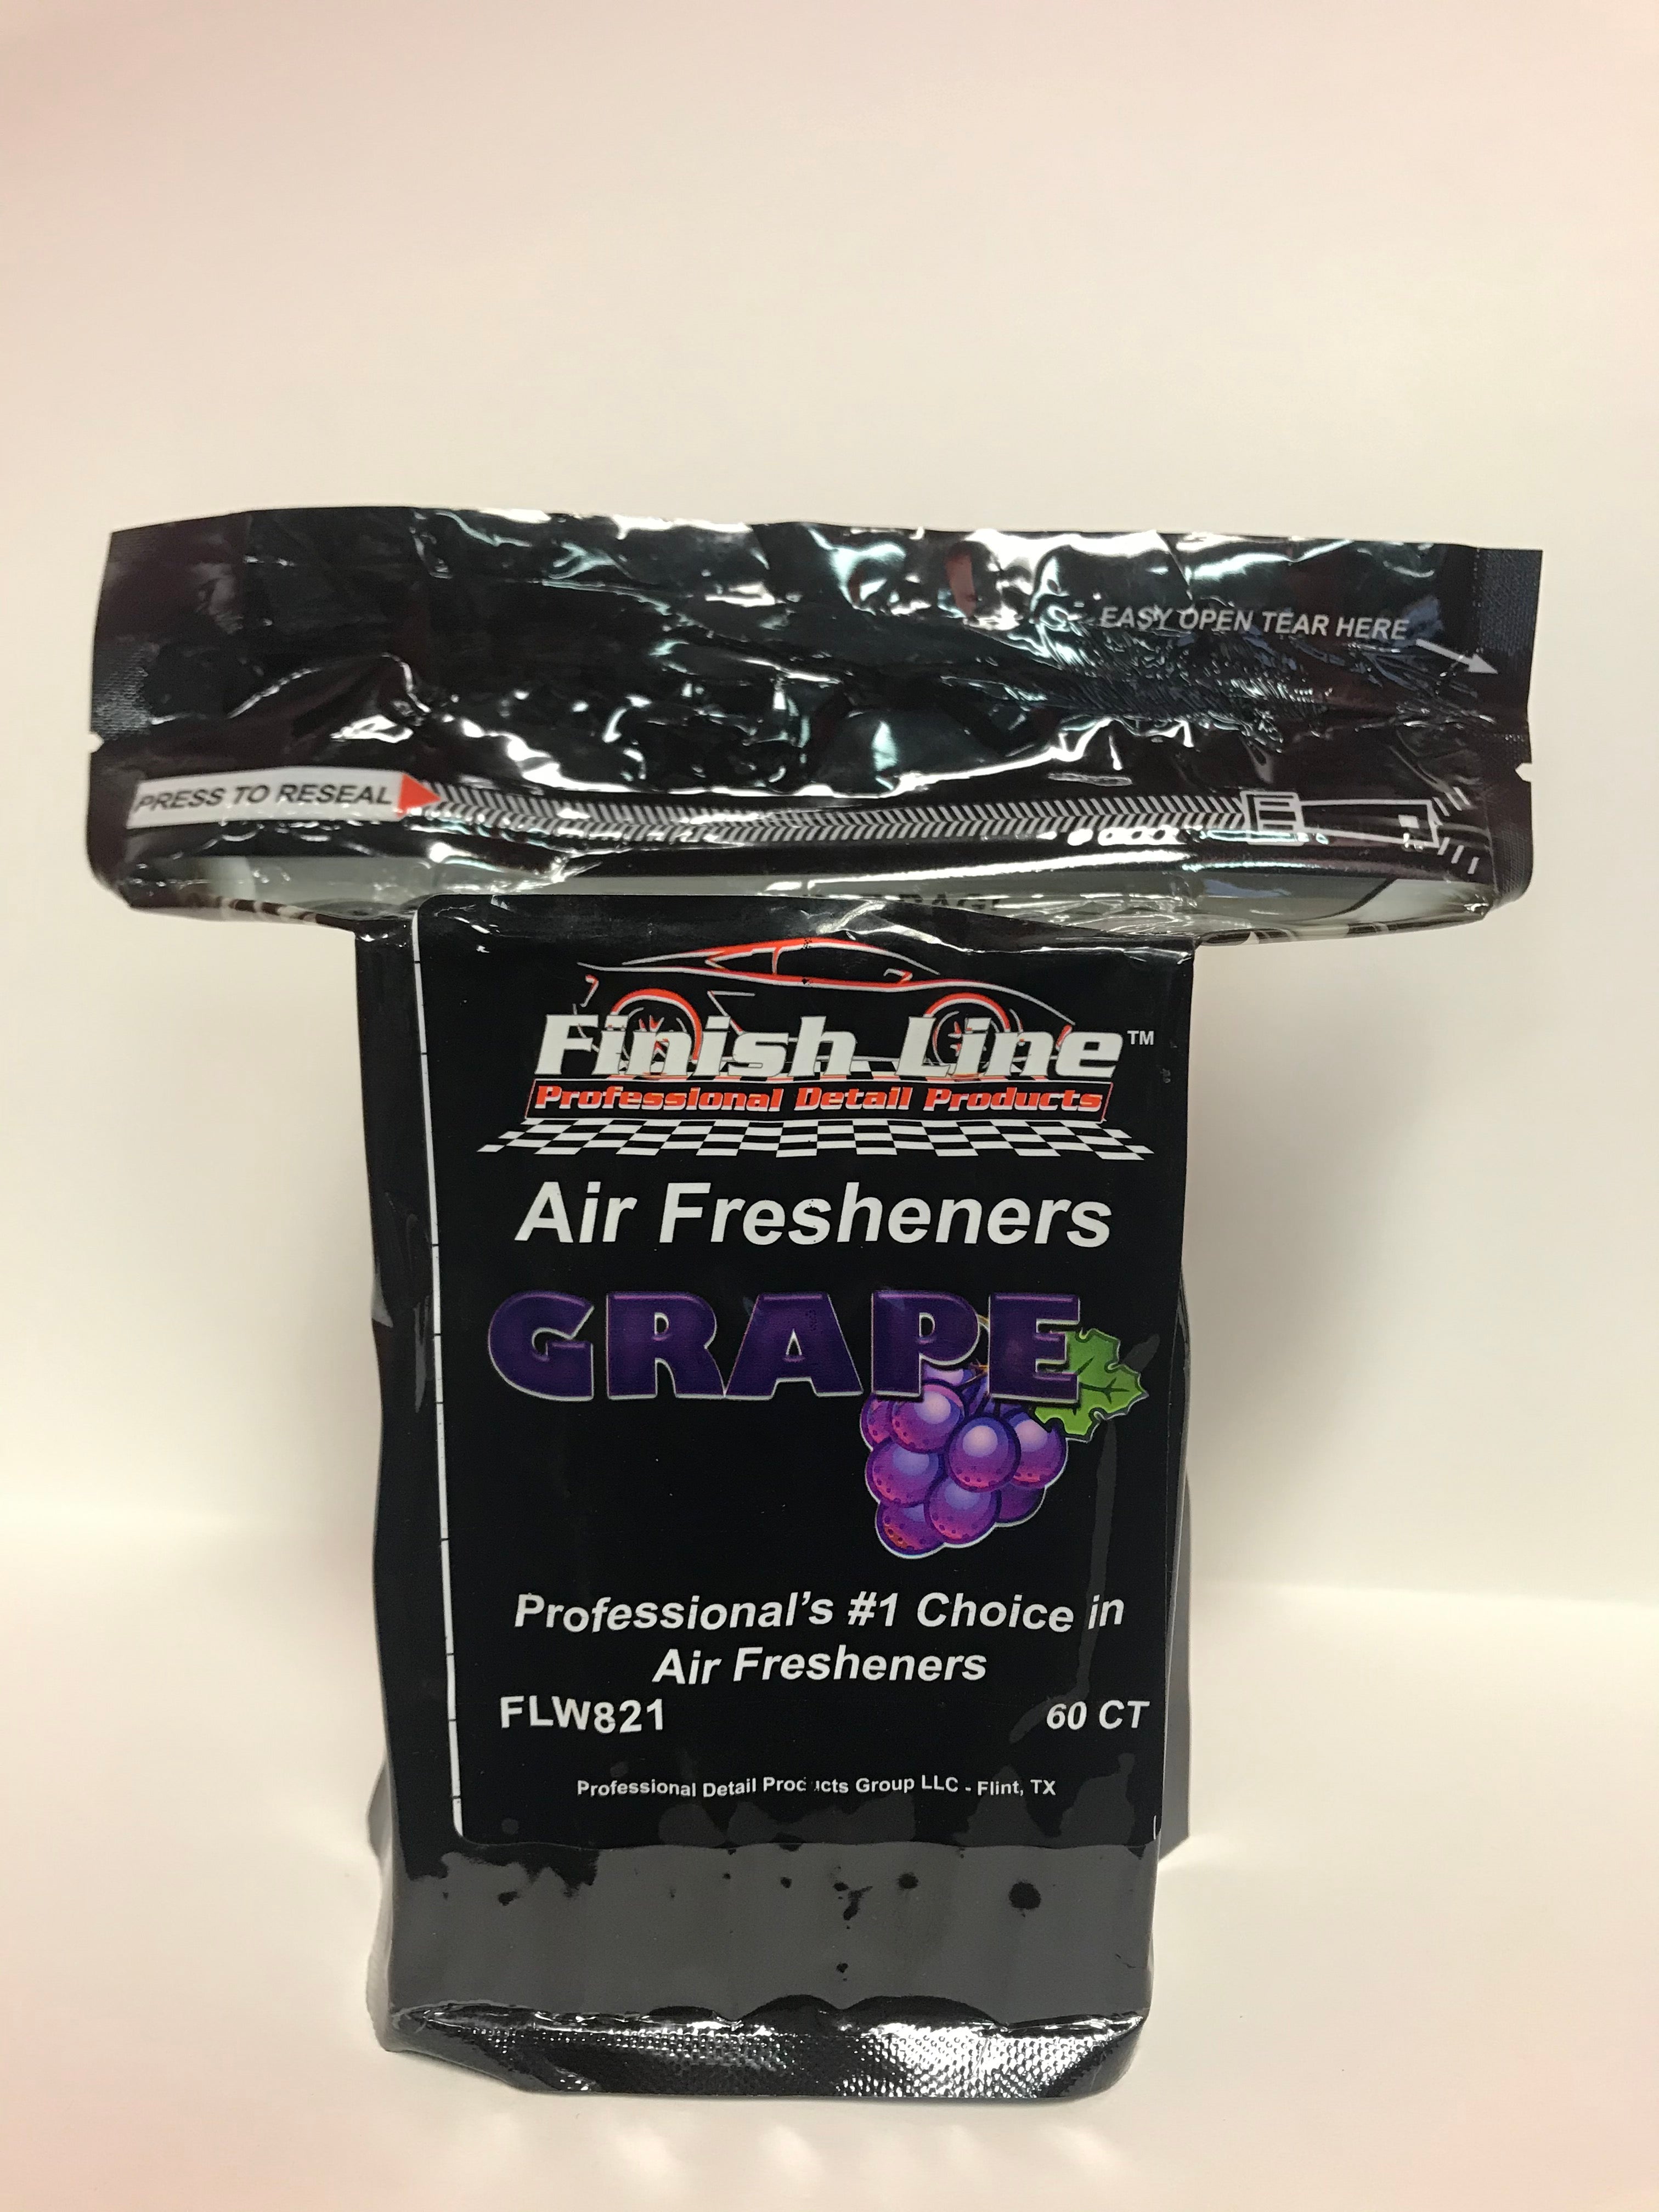 EASY OPEN TEAR HERE
PRESS TO RESEAL
Finish Line™
Professional Detail Products
Air Fresheners
GRAPE
Professional's #1 Choice in
Air Fresheners
FLW821
60 CT
Professional Detail Products Group LLC - Flint, TX